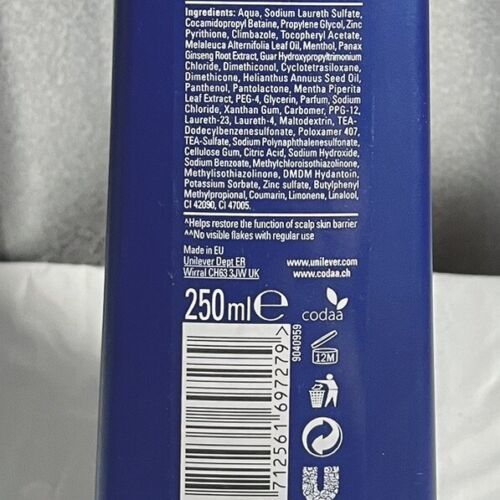 Ingredients: Aqua, Sodium Laureth Sulfate,
Cocamidopropyl Betaine, Propylene Glycol, Zinc
Pyrithione, Climbazole, Tocopheryl Acetate,
Melaleuca Alternifolia Leaf Oil, Menthol, Panax
Ginseng Root Extract, Guar Hydroxypropyltrimonium
Chloride, Dimethiconol, Cyclotetrasiloxane,
Dimethicone, Helianthus Annuus Seed Oil,
Panthenol, Pantolactone, Mentha Piperita
Leaf Extract, PEG-4, Glycerin, Parfum, Sodium
Chloride, Xanthan Gum, Carbomer, PPG-12,
Laureth-23, Laureth-4, Maltodextrin, TEA-
Dodecylbenzenesulfonate, Poloxamer 407,
TEA-Sulfate, Sodium Polynaphthalenesulfonate,
Cellulose Gum, Citric Acid, Sodium Hydroxide,
Sodium Benzoate, Methylchloroisothiazolinone,
Methylisothiazolinone, DMDM Hydantoin,
Potassium Sorbate, Zinc sulfate, Butylphenyl
Methylpropional, Coumarin, Limonene, Linalool,
CI 42090, CI 47005.
^Helps restore the function of scalp skin barrier
^^No visible flakes with regular use
Made in EU
Unilever Dept ER
Wirral CH63 3JW UK
www.unilever.com
www.codaa.ch
250 ml e
codaa
9040959
12M
7 12561 697279 >